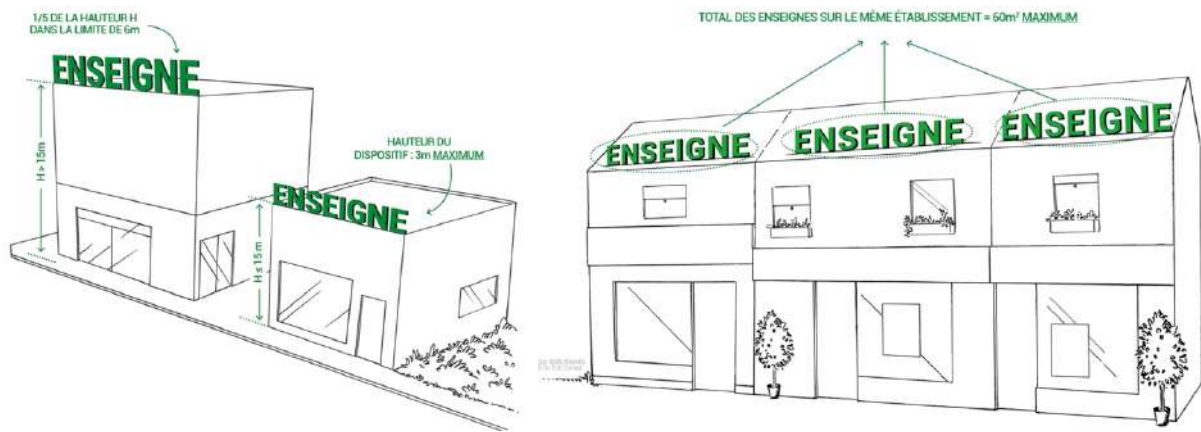 1/5 DE LA HAUTEUR H
DANS LA LIMITE DE 6m
ENSEIGNE
H > 15m
HAUTEUR DU
DISPOSITIF : 3m MAXIMUM
ENSEIGNE
H ≤ 15m
TOTAL DES ENSEIGNES SUR LE MÊME ÉTABLISSEMENT = 60m² MAXIMUM
ENSEIGNE
ENSEIGNE
ENSEIGNE